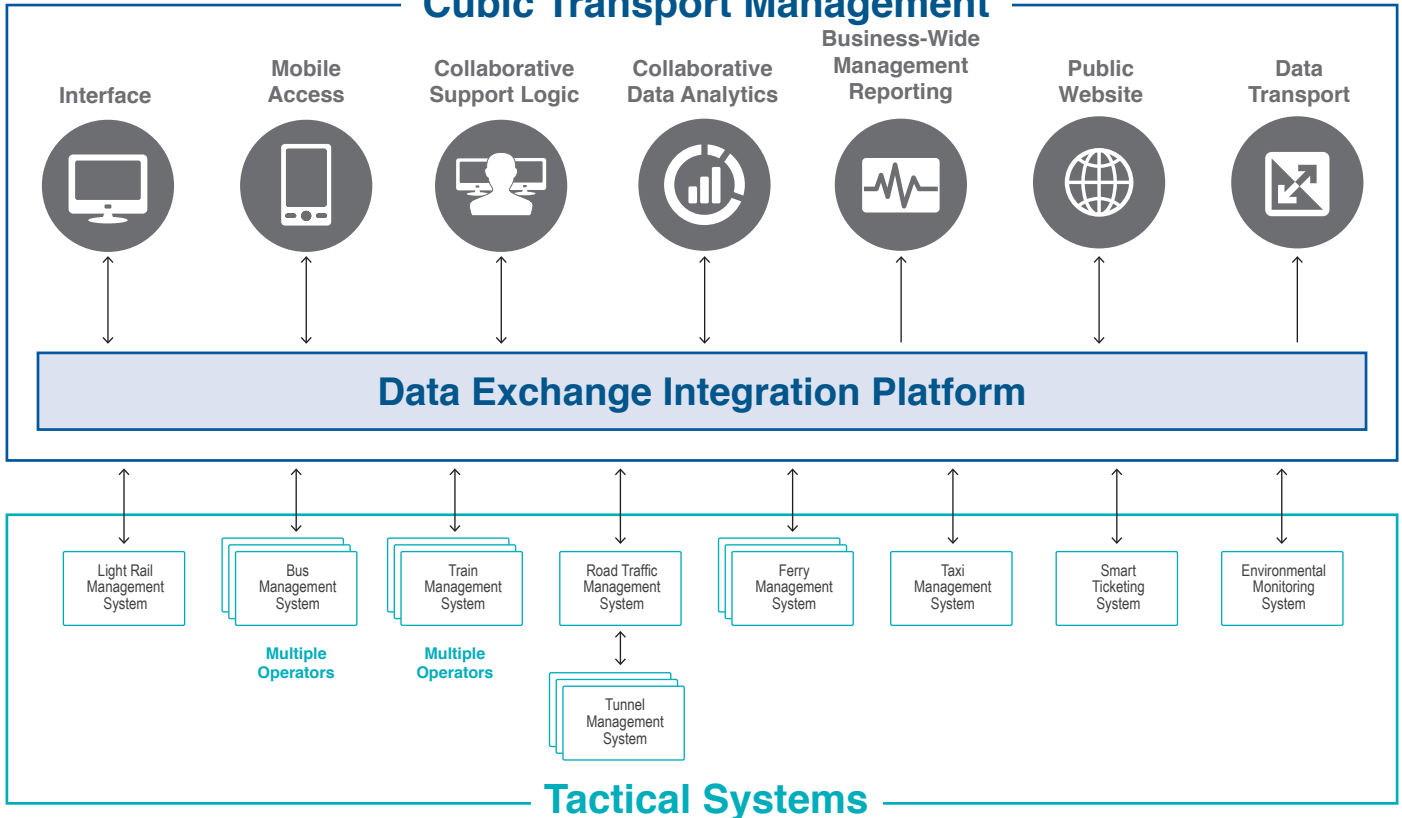 Cubic Transport Management
Interface
Mobile
Access
Collaborative
Support Logic
Collaborative
Data Analytics
Business-Wide
Management
Reporting
Public
Website
Data
Transport
Data Exchange Integration Platform
Light Rail
Management
System
Bus
Management
System
Multiple
Operators
Train
Management
System
Multiple
Operators
Road Traffic
Management
System
Tunnel
Management
System
Ferry
Management
System
Taxi
Management
System
Smart
Ticketing
System
Environmental
Monitoring
System
Tactical Systems